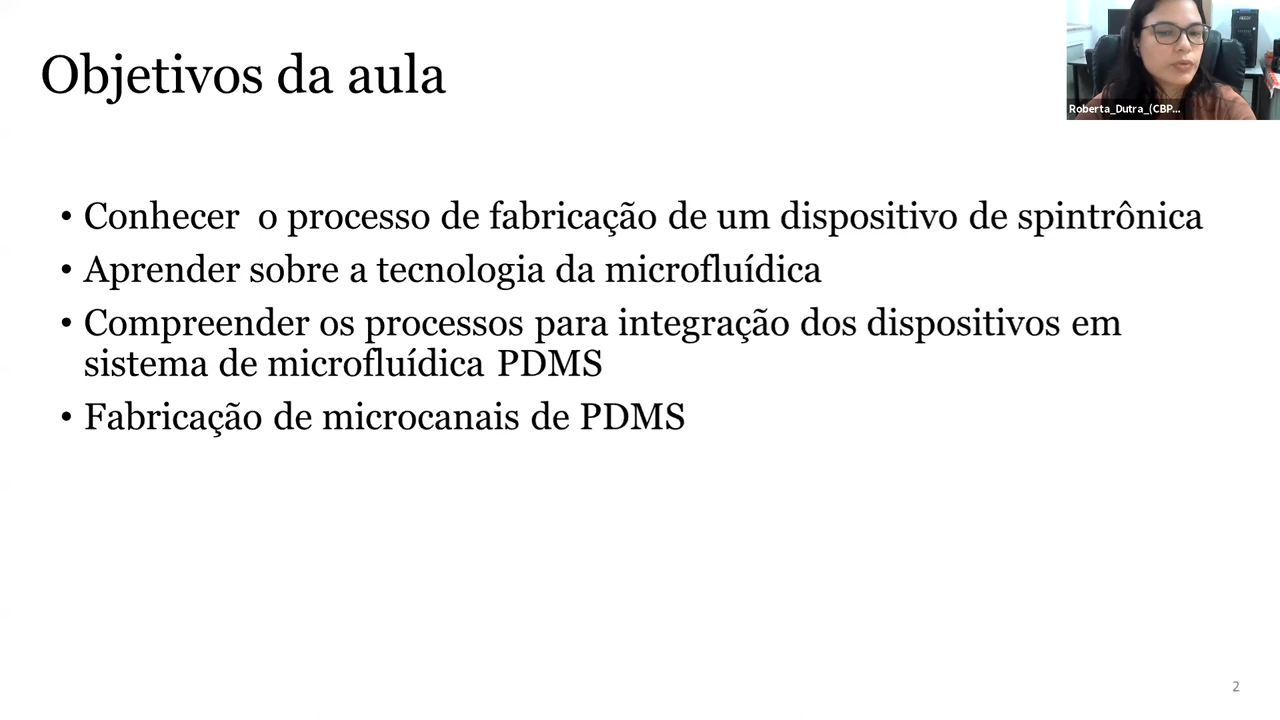 Objetivos da aula
Roberta_Dutra_(CBP...
• Conhecer o processo de fabricação de um dispositivo de spintrônica
• Aprender sobre a tecnologia da microfluídica
• Compreender os processos para integração dos dispositivos em
sistema de microfluídica PDMS
• Fabricação de microcanais de PDMS
2